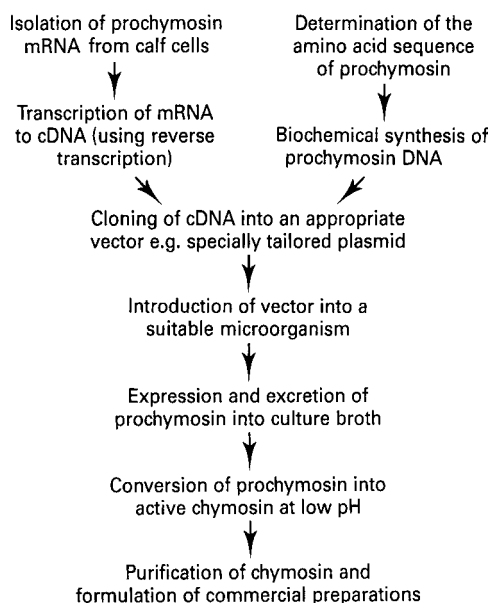 Isolation of prochymosin
mRNA from calf cells
Determination of the
amino acid sequence
of prochymosin
Transcription of mRNA
to cDNA (using reverse
transcription)
Biochemical synthesis of
prochymosin DNA
Cloning of cDNA into an appropriate
vector e.g. specially tailored plasmid
Introduction of vector into a
suitable microorganism
Expression and excretion of
prochymosin into culture broth
Conversion of prochymosin into
active chymosin at low pH
Purification of chymosin and
formulation of commercial preparations